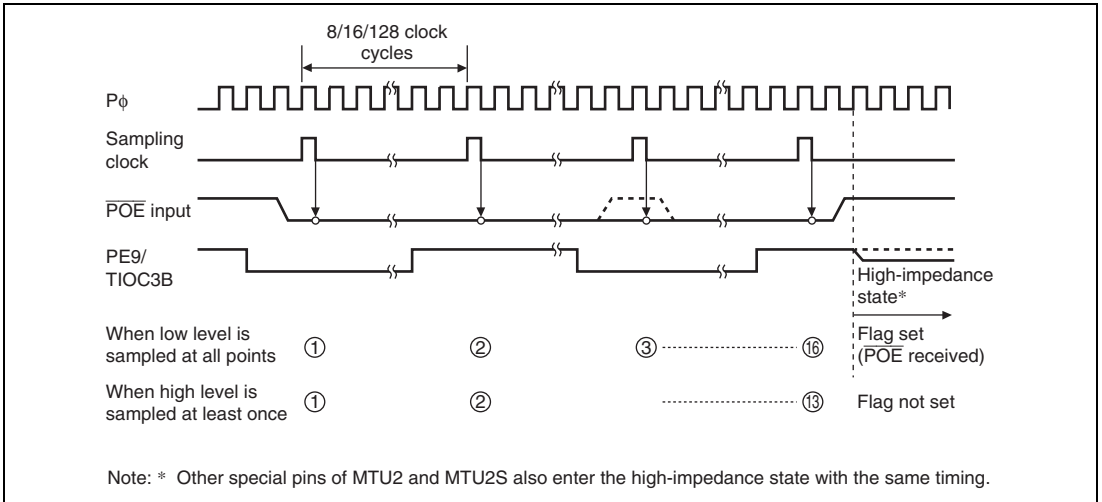 8/16/128 clock
cycles
Pϕ
Sampling
clock
POE input
PE9/
TIOC3B
High-impedance
state*
When low level is
sampled at all points
① ② ③ ⑯
Flag set
(POE received)
When high level is
sampled at least once
① ② ⑬
Flag not set
Note: * Other special pins of MTU2 and MTU2S also enter the high-impedance state with the same timing.